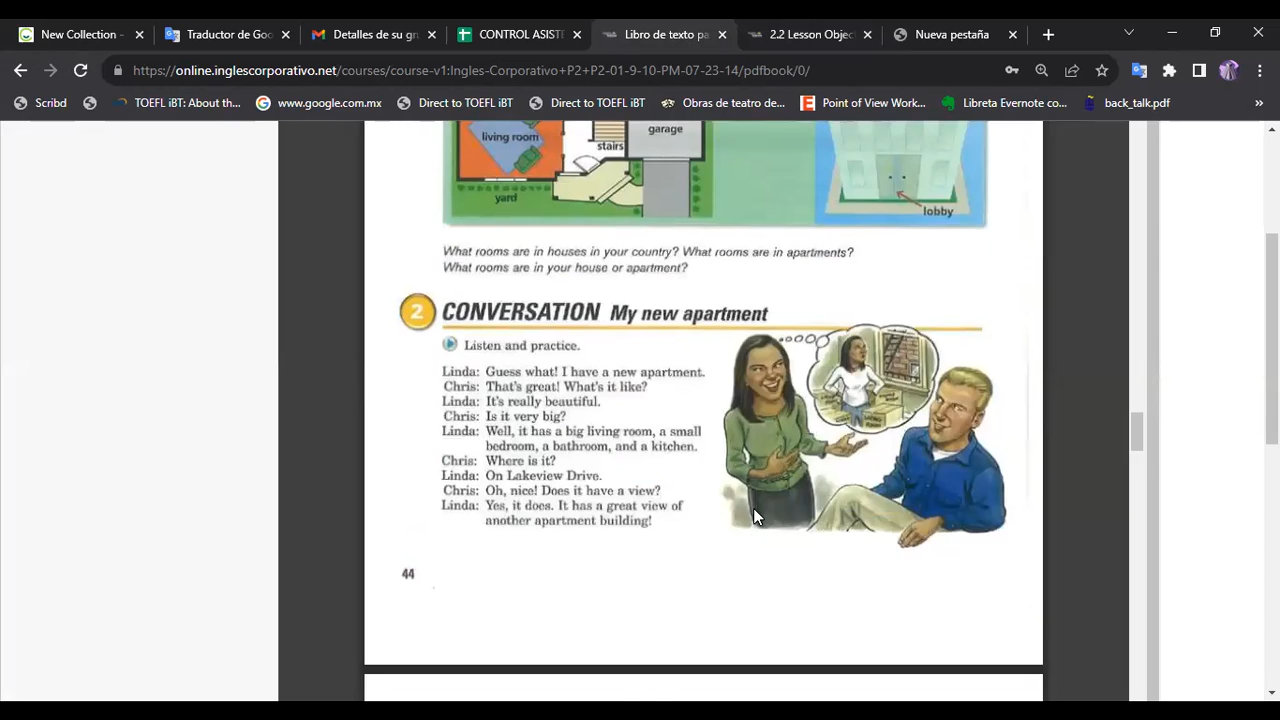 New Collection -
Traductor de Goo
Detalles de su gr
CONTROL ASIST
Libro de texto pa
2.2 Lesson Objec
Nueva pestaña
https://online.inglescorporativo.net/courses/course-v1:Ingles-Corporativo+P2+P2-01-9-10-PM-07-23-14/pdfbook/0/
Scribd
TOEFL iBT: About th...
www.google.com.mx
Direct to TOEFL iBT
Direct to TOEFL iBT
Obras de teatro de...
Point of View Work...
Libreta Evernote co...
back_talk.pdf
»
living room
stairs
garage
yard
lobby
What rooms are in houses in your country? What rooms are in apartments?
What rooms are in your house or apartment?
2 CONVERSATION My new apartment
Listen and practice.
Linda: Guess what! I have a new apartment.
Chris: That's great! What's it like?
Linda: It's really beautiful.
Chris: Is it very big?
Linda: Well, it has a big living room, a small
bedroom, a bathroom, and a kitchen.
Chris: Where is it?
Linda: On Lakeview Drive.
Chris: Oh, nice! Does it have a view?
Linda: Yes, it does. It has a great view of
another apartment building!
44